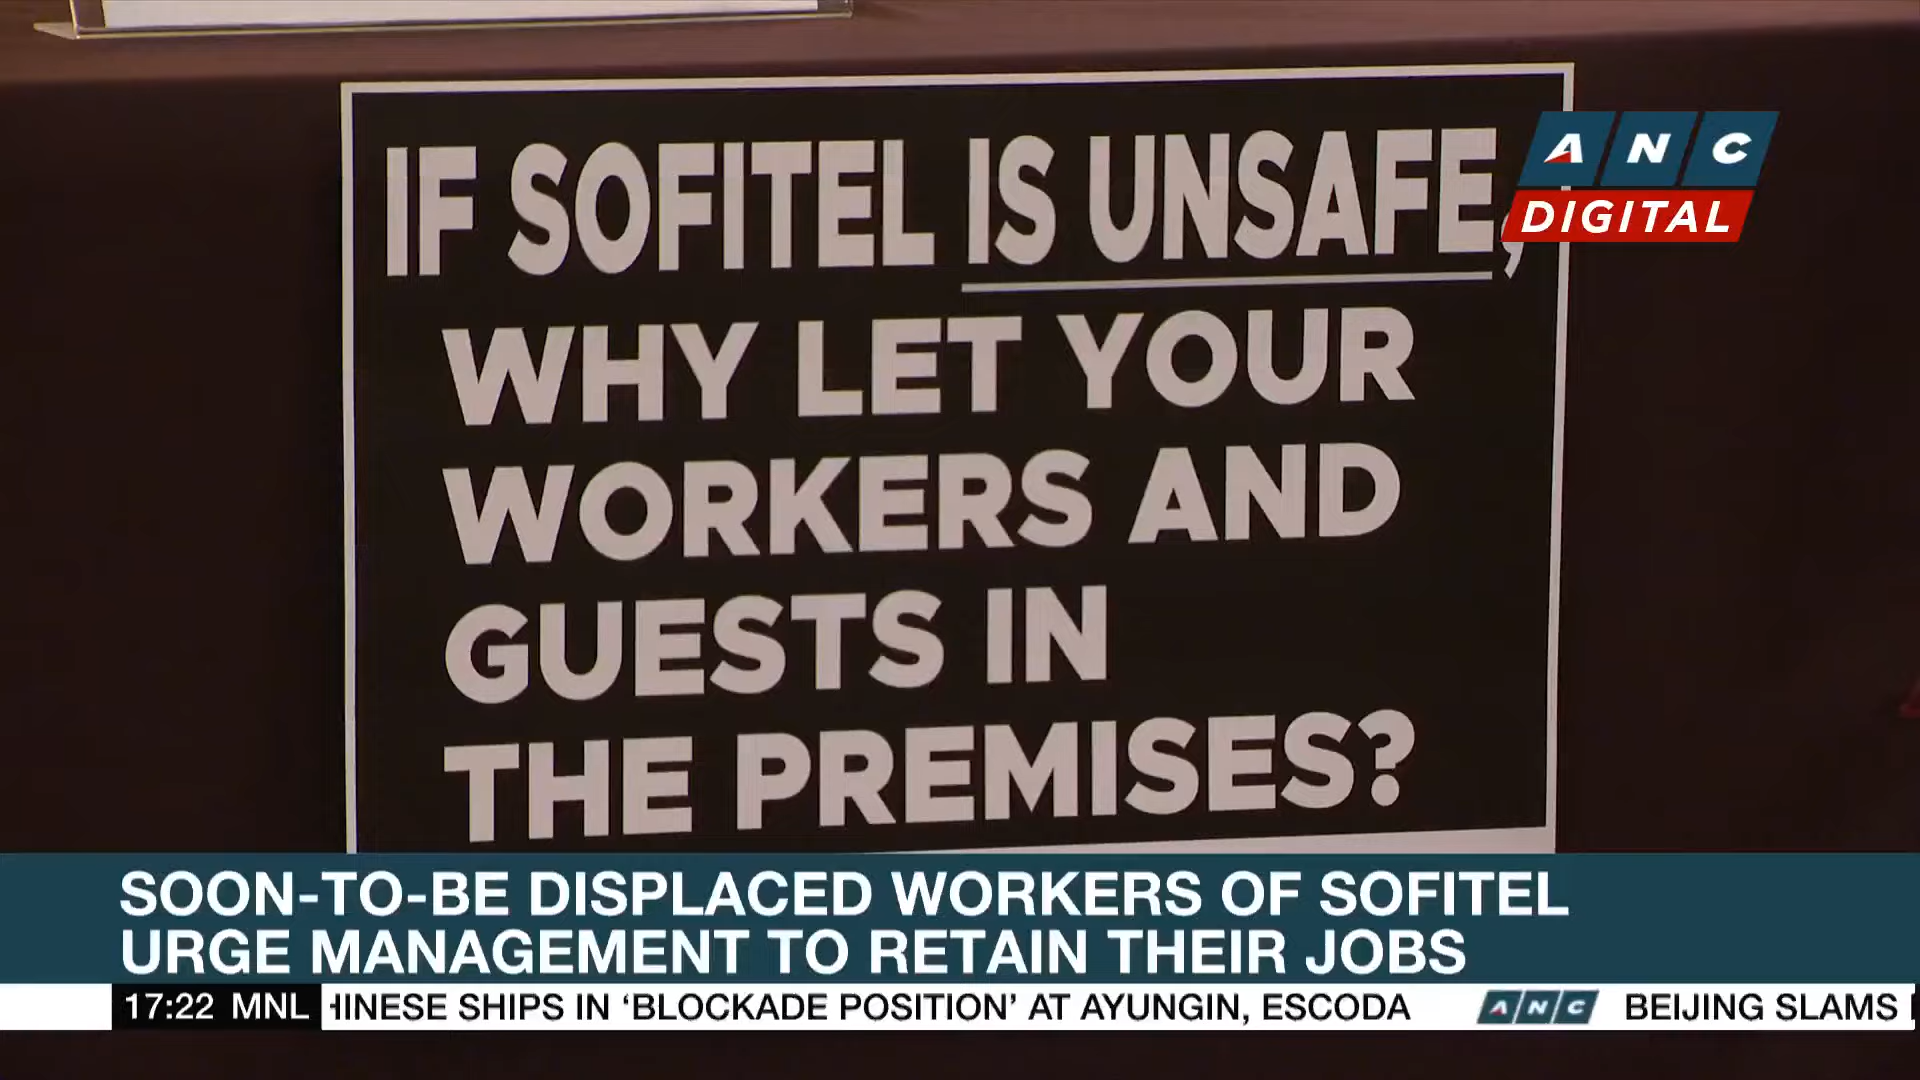 IF SOFITEL IS UNSAFE,
WHY LET YOUR
WORKERS AND
GUESTS IN
THE PREMISES?
ANC
DIGITAL
SOON-TO-BE DISPLACED WORKERS OF SOFITEL
URGE MANAGEMENT TO RETAIN THEIR JOBS
17:22 MNL HINESE SHIPS IN ‘BLOCKADE POSITION’ AT AYUNGIN, ESCODA ANC BEIJING SLAMS